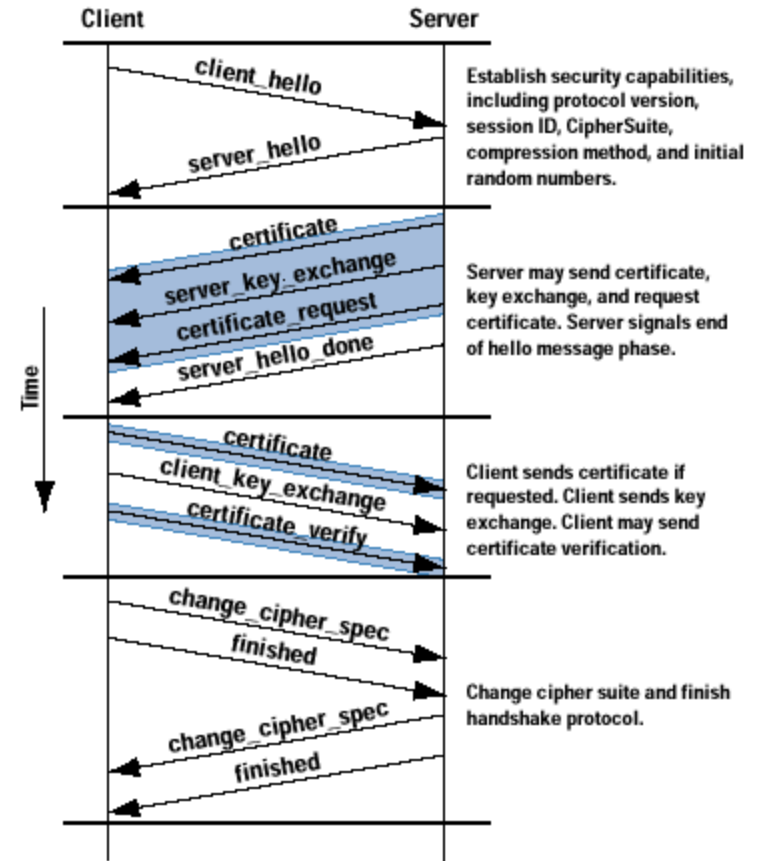 Client Server
client_hello
Establish security capabilities,
including protocol version,
session ID, CipherSuite,
compression method, and initial
random numbers.
server_hello
certificate
server_key_exchange
certificate_request
server_hello_done
Server may send certificate,
key exchange, and request
certificate. Server signals end
of hello message phase.
Time
certificate
client_key_exchange
certificate_verify
Client sends certificate if
requested. Client sends key
exchange. Client may send
certificate verification.
change_cipher_spec
finished
change_cipher_spec
finished
Change cipher suite and finish
handshake protocol.